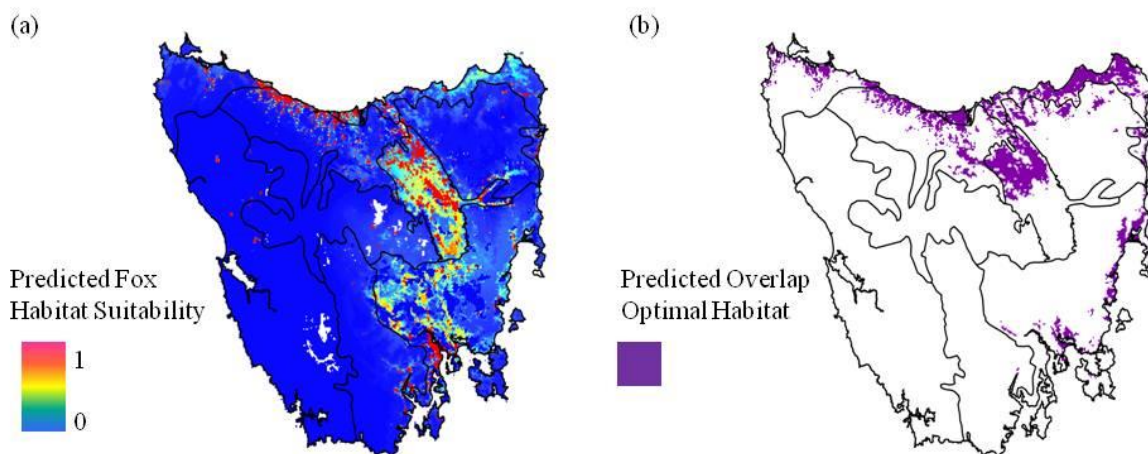 (a)
Predicted Fox
Habitat Suitability
1
0
(b)
Predicted Overlap
Optimal Habitat